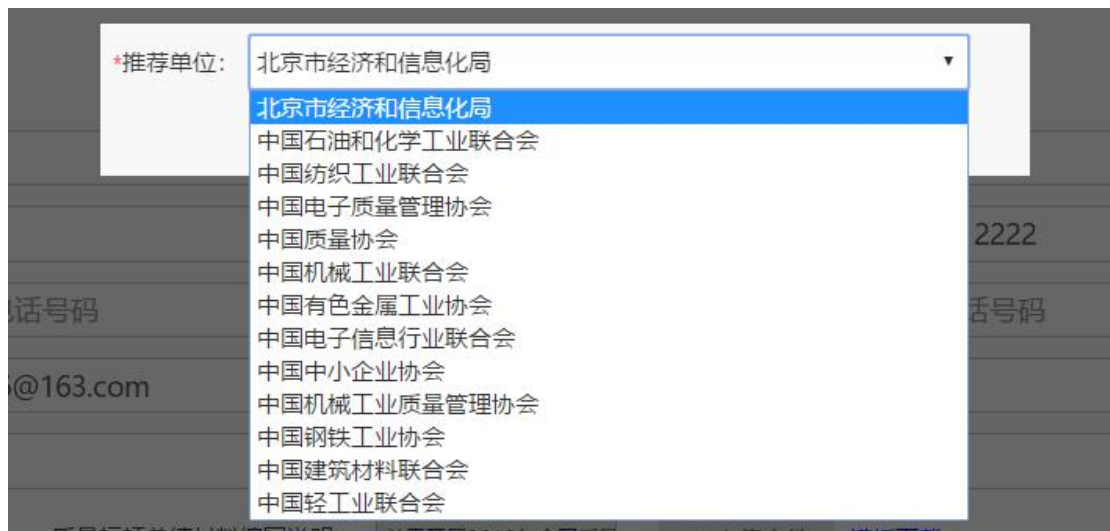 *推荐单位: 北京市经济和信息化局
北京市经济和信息化局
中国石油和化学工业联合会
中国纺织工业联合会
中国电子质量管理协会
中国质量协会
2222
中国机械工业联合会
中国有色金属工业协会
话号码
话号码
中国电子信息行业联合会
中国中小企业协会
@163.com
中国机械工业质量管理协会
中国钢铁工业协会
中国建筑材料联合会
中国轻工业联合会